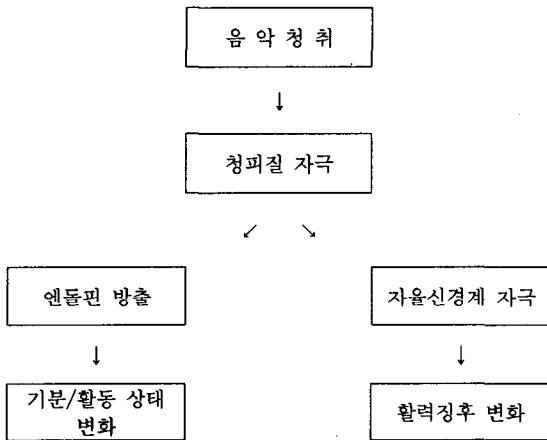 음 악 청 취
↓
청피질 자극
↙ ↘
엔돌핀 방출
자율신경계 자극
↓ ↓
기분/활동 상태
변화
활력징후 변화